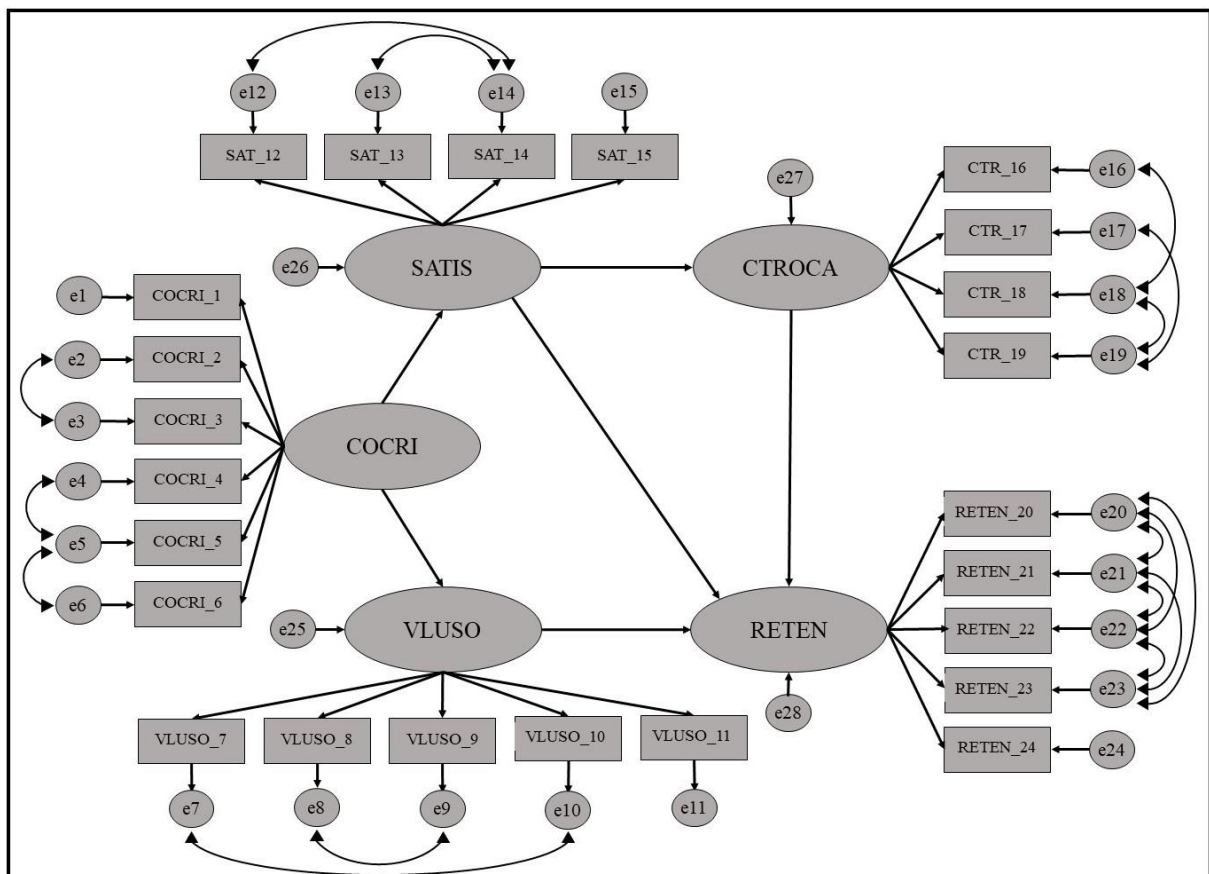 e12 e13 e14 e15
SAT_12 SAT_13 SAT_14 SAT_15
e27
CTR_16 e16
CTR_17 e17
e26 SATIS CTROCA
CTR_18 e18
CTR_19 e19
e1 COCRI_1
e2 COCRI_2
e3 COCRI_3
COCRI
e4 COCRI_4
e5 COCRI_5
e6 COCRI_6
RETEN_20 e20
RETEN_21 e21
e25 VLUSO RETEN
RETEN_22 e22
RETEN_23 e23
e28
VLUSO_7 VLUSO_8 VLUSO_9 VLUSO_10 VLUSO_11
RETEN_24 e24
e7 e8 e9 e10 e11